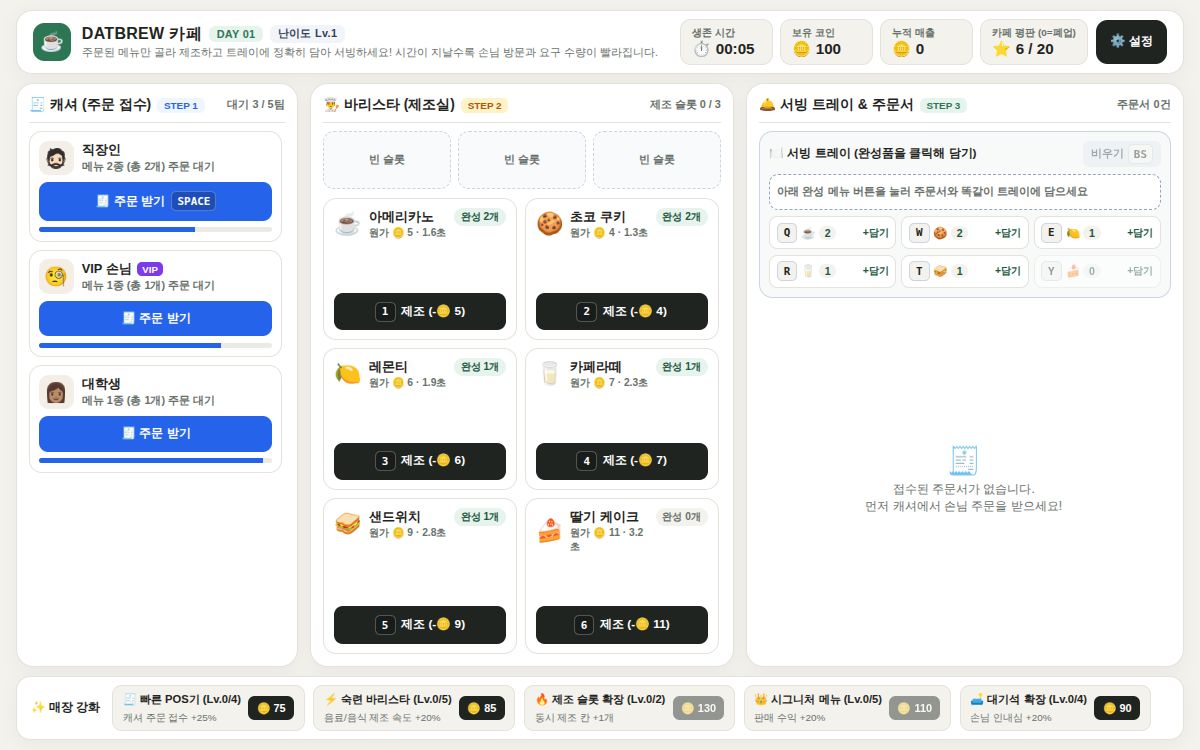 DATBREW 카페 DAY 01 난이도 Lv.1
주문된 메뉴만 골라 제조하고 트레이에 정확히 담아 서빙하세요! 시간이 지날수록 손님 방문과 요구 수량이 빨라집니다.
생존 시간
00:05
보유 코인
100
누적 매출
0
카페 평판 (0=폐업)
6 / 20
설정
캐셔 (주문 접수) STEP 1 대기 3 / 5팀
직장인
메뉴 2종 (총 2개) 주문 대기
주문 받기 SPACE
VIP 손님 VIP
메뉴 1종 (총 1개) 주문 대기
주문 받기
대학생
메뉴 1종 (총 1개) 주문 대기
주문 받기
바리스타 (제조실) STEP 2 제조 슬롯 0 / 3
빈 슬롯 빈 슬롯 빈 슬롯
아메리카노 완성 2개
원가 5 · 1.6초
1 제조 (- 5)
초코 쿠키 완성 2개
원가 4 · 1.3초
2 제조 (- 4)
레몬티 완성 1개
원가 6 · 1.9초
3 제조 (- 6)
카페라떼 완성 1개
원가 7 · 2.3초
4 제조 (- 7)
샌드위치 완성 1개
원가 9 · 2.8초
5 제조 (- 9)
딸기 케이크 완성 0개
원가 11 · 3.2
초
6 제조 (- 11)
서빙 트레이 & 주문서 STEP 3 주문서 0건
서빙 트레이 (완성품을 클릭해 담기) 비우기 BS
아래 완성 메뉴 버튼을 눌러 주문서와 똑같이 트레이에 담으세요
Q 2 +담기 W 2 +담기 E 1 +담기
R 1 +담기 T 1 +담기 Y 0 +담기
접수된 주문서가 없습니다.
먼저 캐셔에서 손님 주문을 받으세요!
매장 강화
빠른 POS기 (Lv.0/4)
캐셔 주문 접수 +25%
75
숙련 바리스타 (Lv.0/5)
음료/음식 제조 속도 +20%
85
제조 슬롯 확장 (Lv.0/2)
동시 제조 칸 +1개
130
시그니처 메뉴 (Lv.0/5)
판매 수익 +20%
110
대기석 확장 (Lv.0/4)
손님 인내심 +20%
90